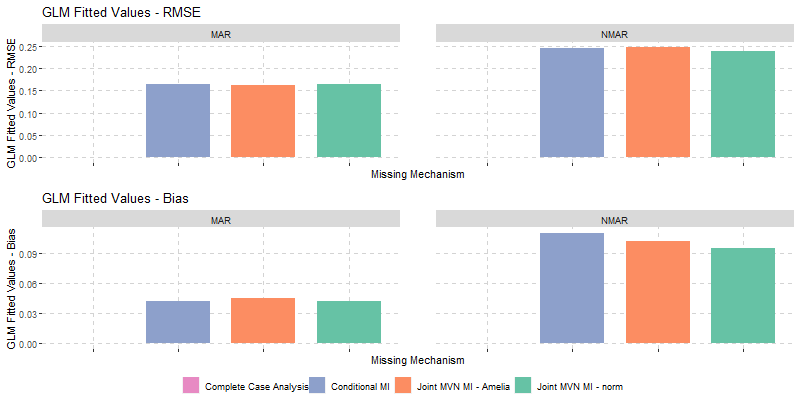 GLM Fitted Values - RMSE
MAR
NMAR
GLM Fitted Values - RMSE
0.25
0.20
0.15
0.10
0.05
0.00
Missing Mechanism
GLM Fitted Values - Bias
MAR
NMAR
GLM Fitted Values - Bias
0.09
0.06
0.03
0.00
Missing Mechanism
Complete Case Analysis Conditional MI Joint MVN MI - Amelia Joint MVN MI - norm